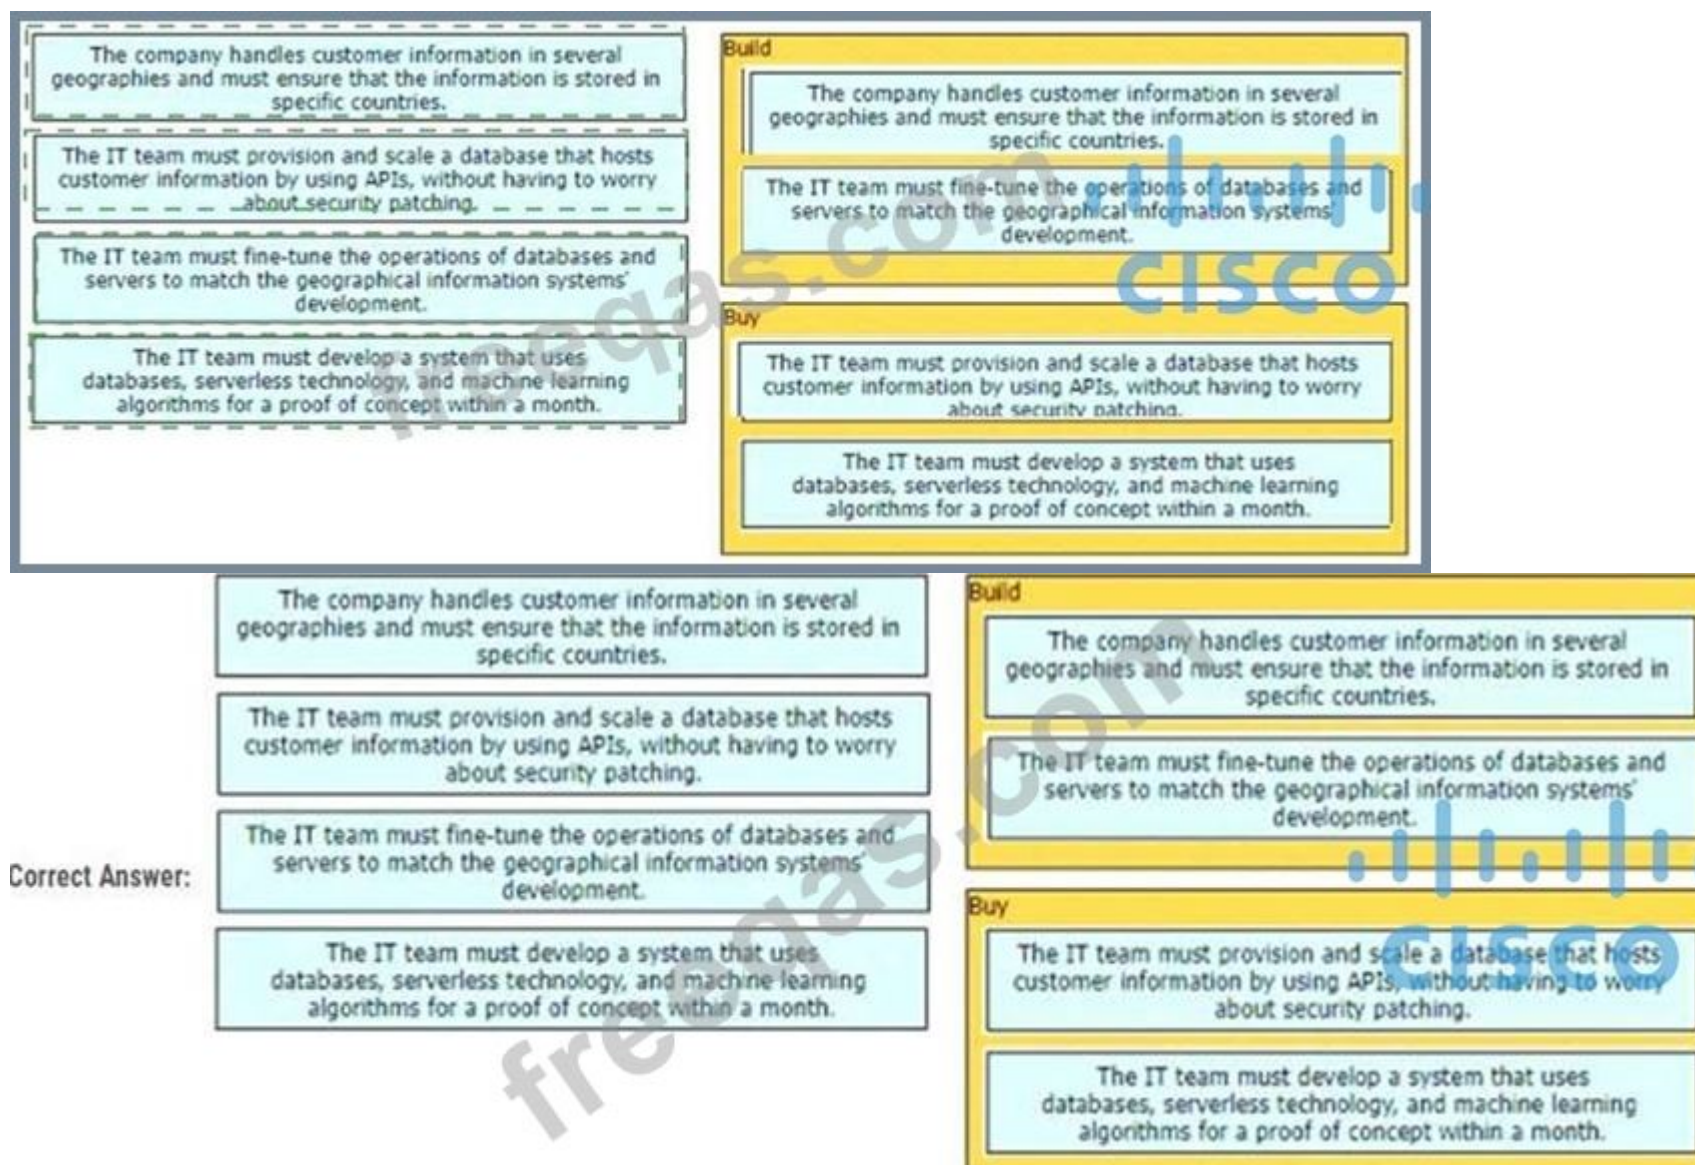 The company handles customer information in several
geographies and must ensure that the information is stored in
specific countries.
The IT team must provision and scale a database that hosts
customer information by using APIs, without having to worry
about security patching.
The IT team must fine-tune the operations of databases and
servers to match the geographical information systems'
development.
The IT team must develop a system that uses
databases, serverless technology, and machine learning
algorithms for a proof of concept within a month.
Build
The company handles customer information in several
geographies and must ensure that the information is stored in
specific countries.
The IT team must fine-tune the operations of databases and
servers to match the geographical information systems'
development.
Buy
The IT team must provision and scale a database that hosts
customer information by using APIs, without having to worry
about security patching.
The IT team must develop a system that uses
databases, serverless technology, and machine learning
algorithms for a proof of concept within a month.
CISCO
freeqas.com
Correct Answer:
The company handles customer information in several
geographies and must ensure that the information is stored in
specific countries.
The IT team must provision and scale a database that hosts
customer information by using APIs, without having to worry
about security patching.
The IT team must fine-tune the operations of databases and
servers to match the geographical information systems'
development.
The IT team must develop a system that uses
databases, serverless technology, and machine learning
algorithms for a proof of concept within a month.
Build
The company handles customer information in several
geographies and must ensure that the information is stored in
specific countries.
The IT team must fine-tune the operations of databases and
servers to match the geographical information systems'
development.
Buy
The IT team must provision and scale a database that hosts
customer information by using APIs, without having to worry
about security patching.
The IT team must develop a system that uses
databases, serverless technology, and machine learning
algorithms for a proof of concept within a month.
CISCO
freeqas.com